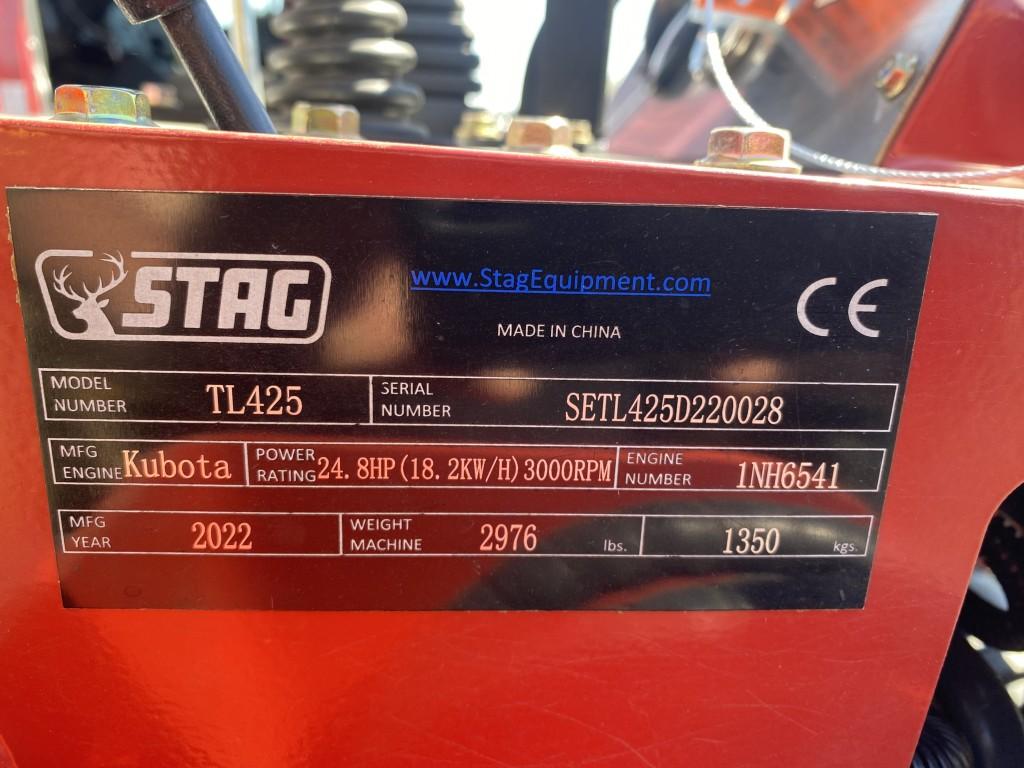 STAG
www.StagEquipment.com
MADE IN CHINA
CE
MODEL NUMBER TL425 SERIAL NUMBER SETL425D220028
MFG ENGINE Kubota POWER RATING 24.8HP(18.2KW/H)3000RPM ENGINE NUMBER 1NH6541
MFG YEAR 2022 WEIGHT MACHINE 2976 lbs. 1350 kgs.